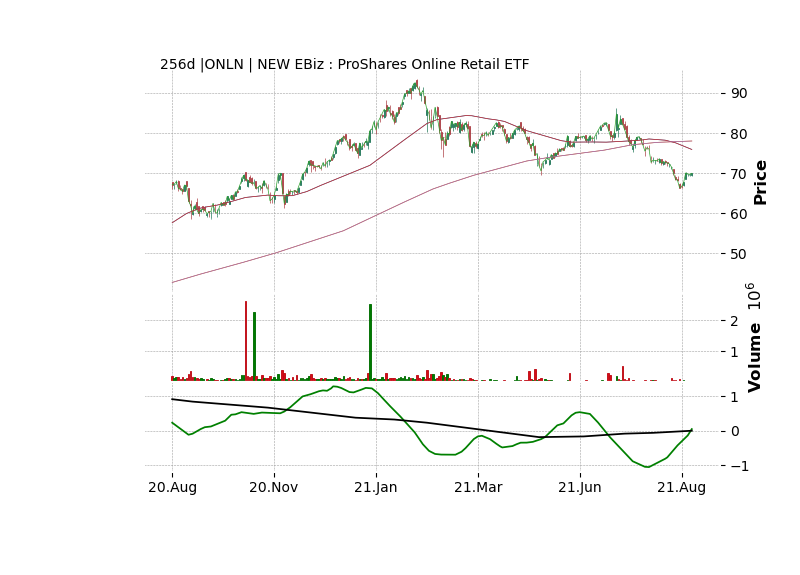 256d |ONLN | NEW EBiz : ProShares Online Retail ETF
90
80
70
60
50
Price
2
1
Volume 10^6
1
0
−1
20.Aug 20.Nov 21.Jan 21.Mar 21.Jun 21.Aug